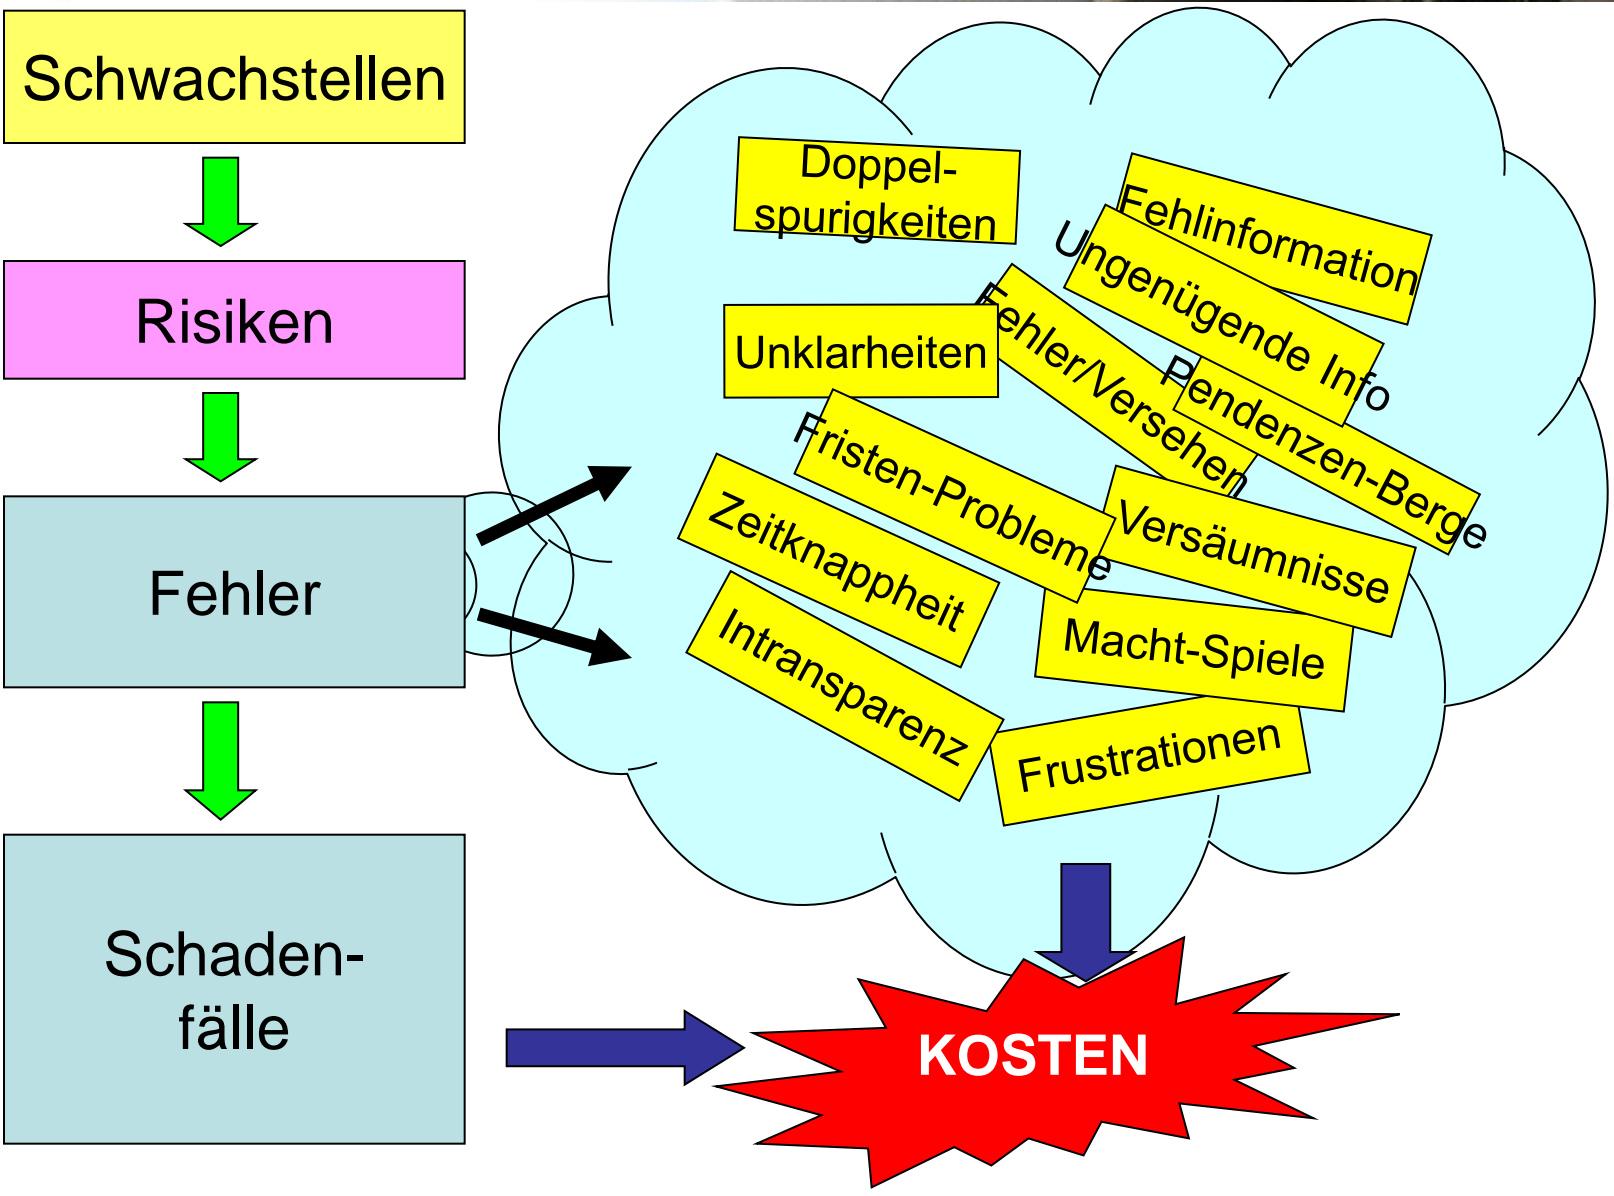 Schwachstellen
Risiken
Fehler
Schaden-
fälle
Doppel-
spurigkeiten
Fehlinformation
Ungenügende Info
Unklarheiten
Fehler/Versehen
Pendenzen-Berge
Fristen-Probleme
Zeitknappheit
Versäumnisse
Intransparenz
Macht-Spiele
Frustrationen
KOSTEN